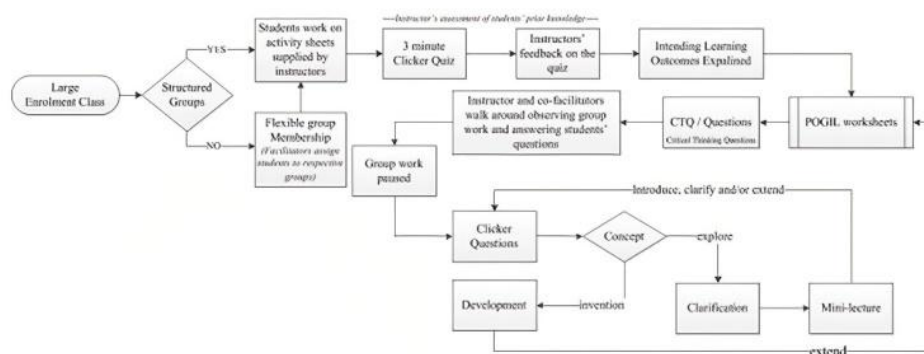 Instructor's assessment of students' prior knowledge
Large
Enrolment Class
Structured
Groups
YES
NO
Students work on
activity sheets
supplied by
instructors
Flexible group
Membership
(Facilitators assign
students to respective
groups)
3 minute
Clicker Quiz
Instructors'
feedback on the
quiz
Intending Learning
Outcomes Expalined
POGIL worksheets
CTQ / Questions
Critical Thinking Questions
Instructor and co-facilitators
walk around observing group
work and answering students'
questions
Group work
paused
Introduce, clarify and/or extend
Clicker
Questions
Concept
explore
invention
Development
Clarification
Mini-lecture
extend